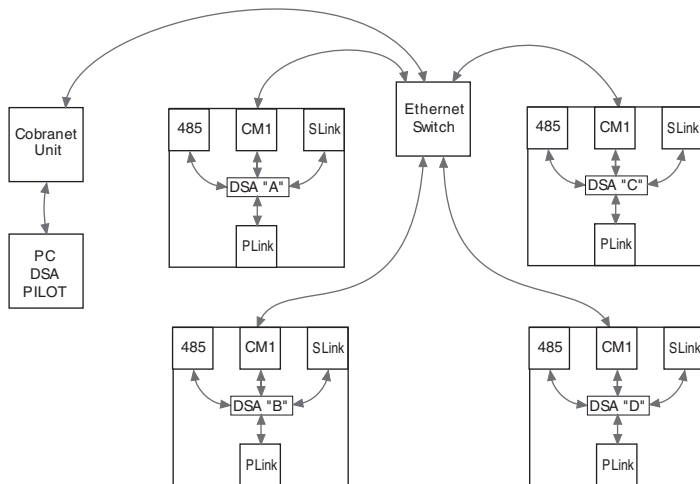 Cobranet
Unit
PC
DSA
PILOT
485
CM1
SLink
DSA "A"
PLink
Ethernet
Switch
485
CM1
SLink
DSA "C"
PLink
485
CM1
SLink
DSA "B"
PLink
485
CM1
SLink
DSA "D"
PLink